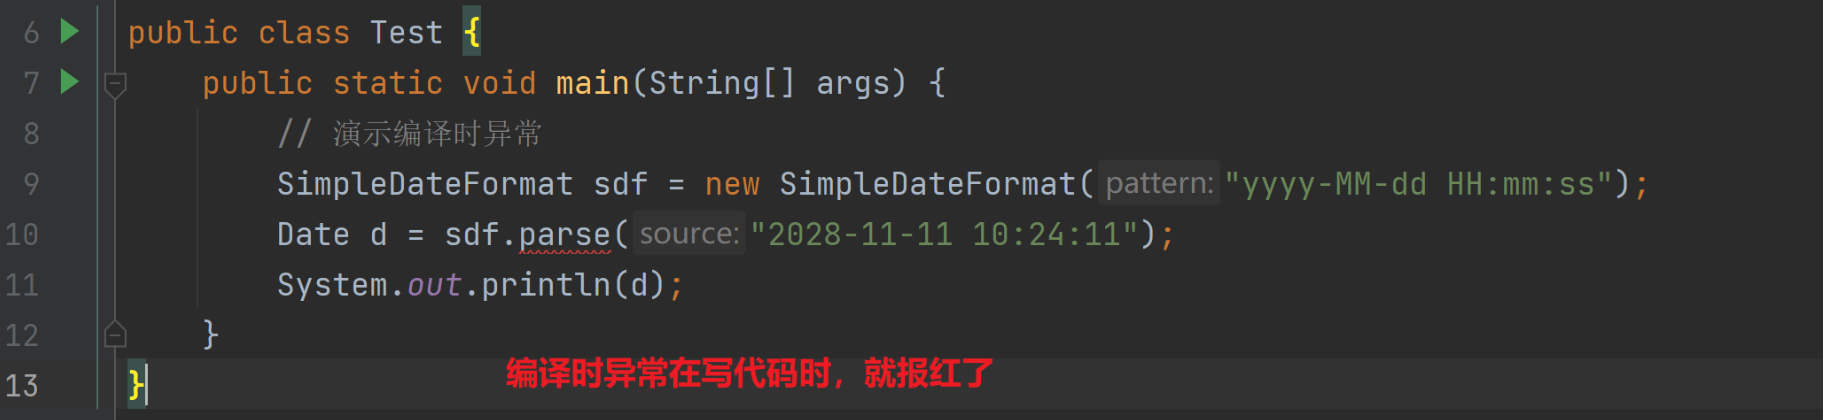 6 public class Test {
7 public static void main(String[] args) {
8 // 演示编译时异常
9 SimpleDateFormat sdf = new SimpleDateFormat( pattern: "yyyy-MM-dd HH:mm:ss");
10 Date d = sdf.parse( source: "2028-11-11 10:24:11");
11 System.out.println(d);
12 }
13 }
编译时异常在写代码时，就报红了